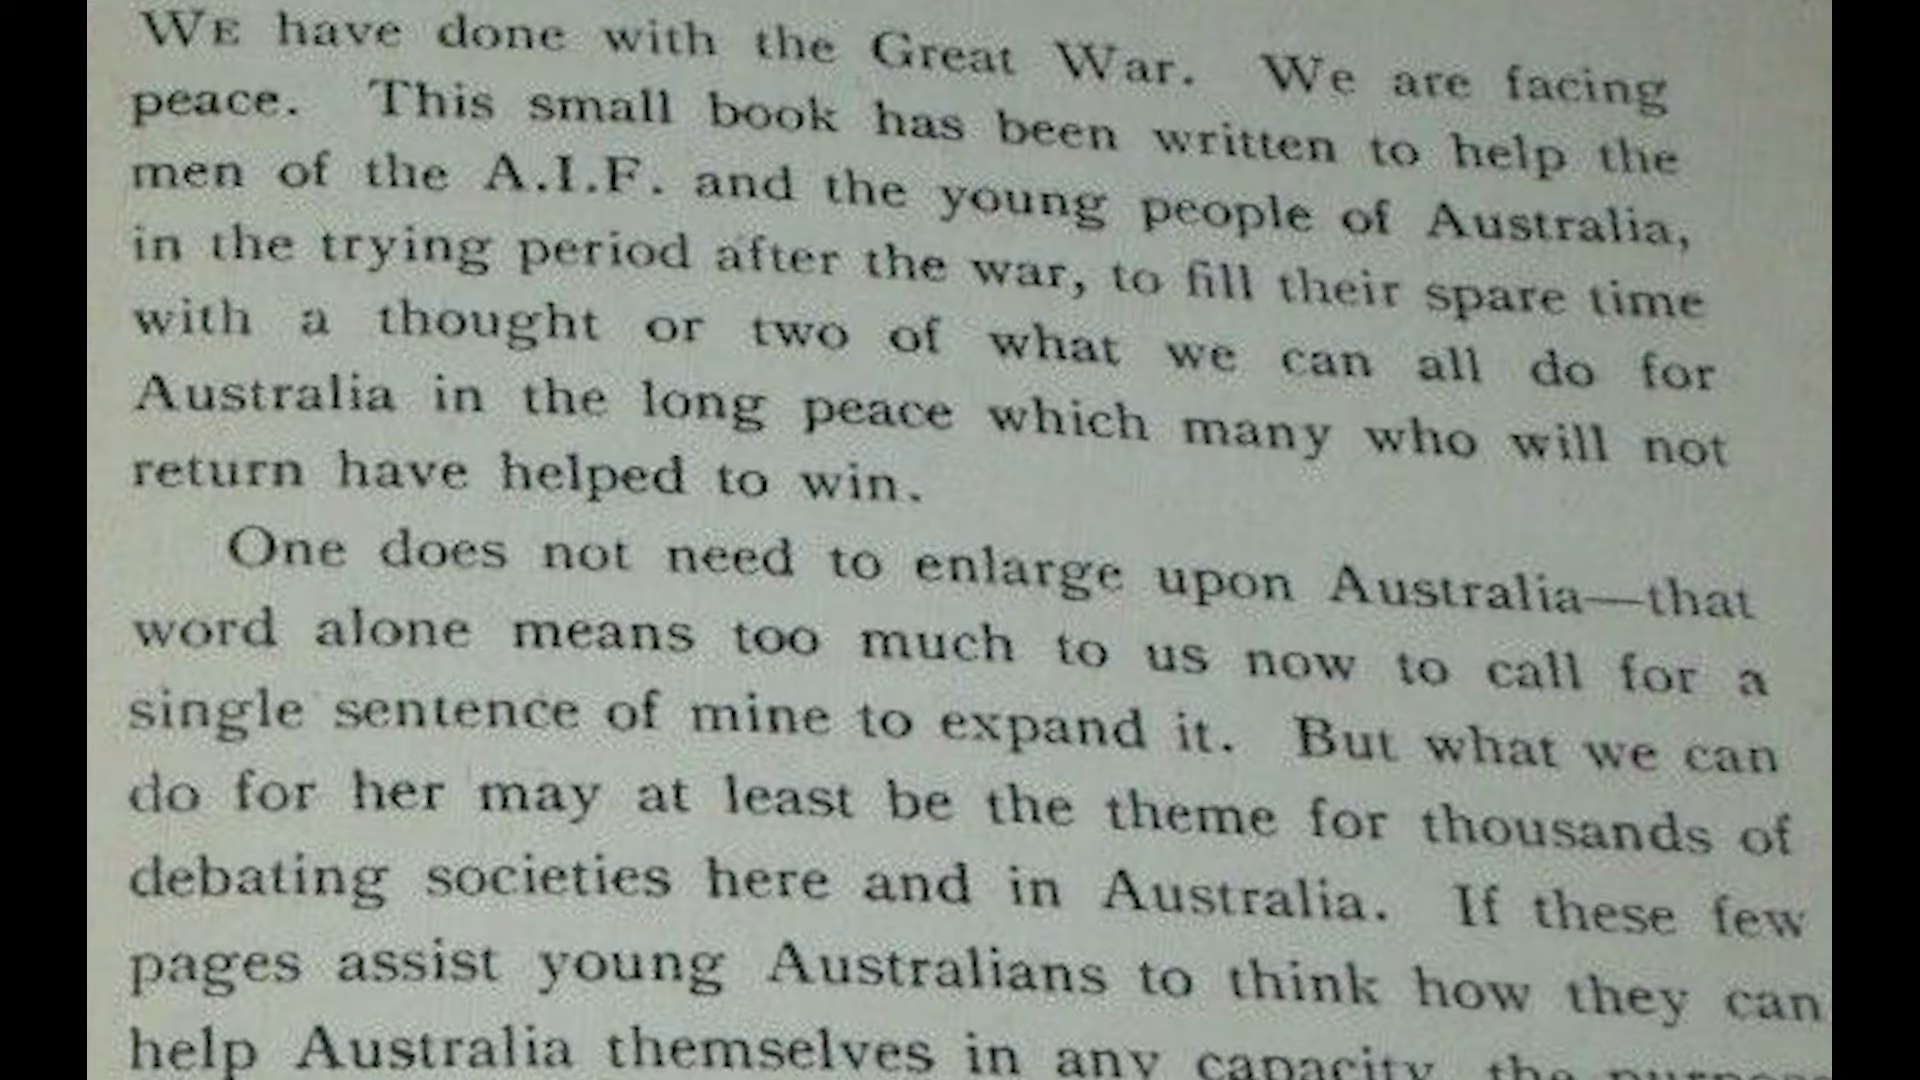 WE have done with the Great War. We are facing
peace. This small book has been written to help the
men of the A.I.F. and the young people of Australia,
in the trying period after the war, to fill their spare time
with a thought or two of what we can all do for
Australia in the long peace which many who will not
return have helped to win.
One does not need to enlarge upon Australia—that
word alone means too much to us now to call for a
single sentence of mine to expand it. But what we can
do for her may at least be the theme for thousands of
debating societies here and in Australia. If these few
pages assist young Australians to think how they can
help Australia themselves in any capacity, the